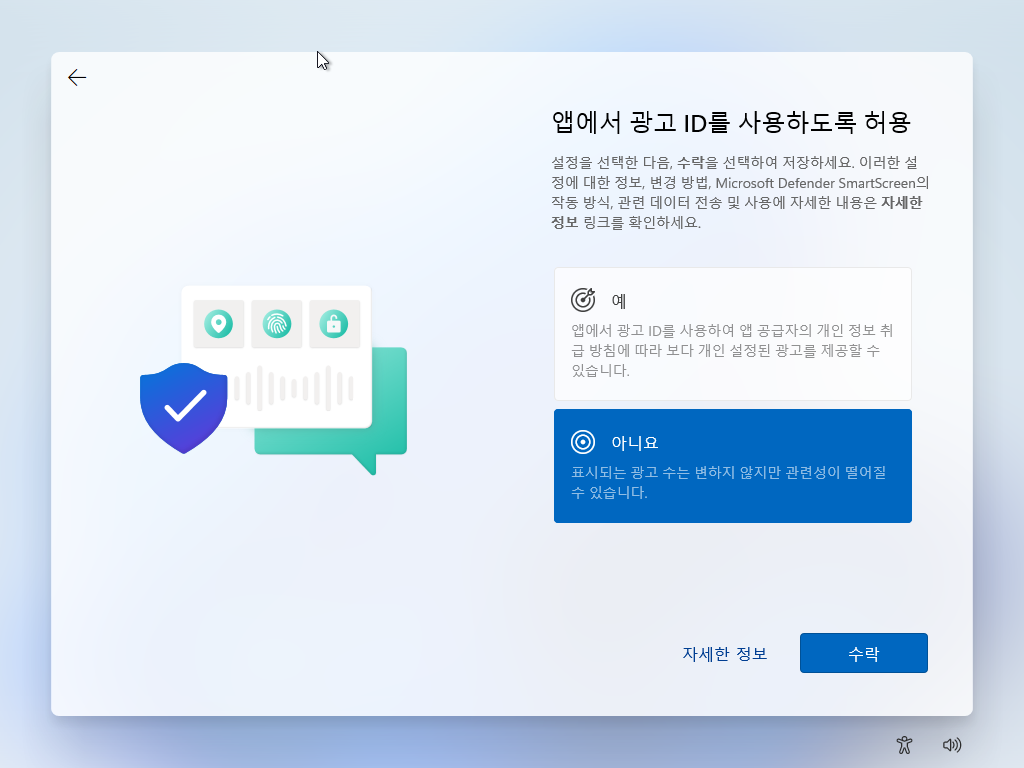 앱에서 광고 ID를 사용하도록 허용
설정을 선택한 다음, 수락을 선택하여 저장하세요. 이러한 설
정에 대한 정보, 변경 방법, Microsoft Defender SmartScreen의
작동 방식, 관련 데이터 전송 및 사용에 자세한 내용은 자세한
정보 링크를 확인하세요.
예
앱에서 광고 ID를 사용하여 앱 공급자의 개인 정보 취
급 방침에 따라 보다 개인 설정된 광고를 제공할 수
있습니다.
아니요
표시되는 광고 수는 변하지 않지만 관련성이 떨어질
수 있습니다.
자세한 정보
수락